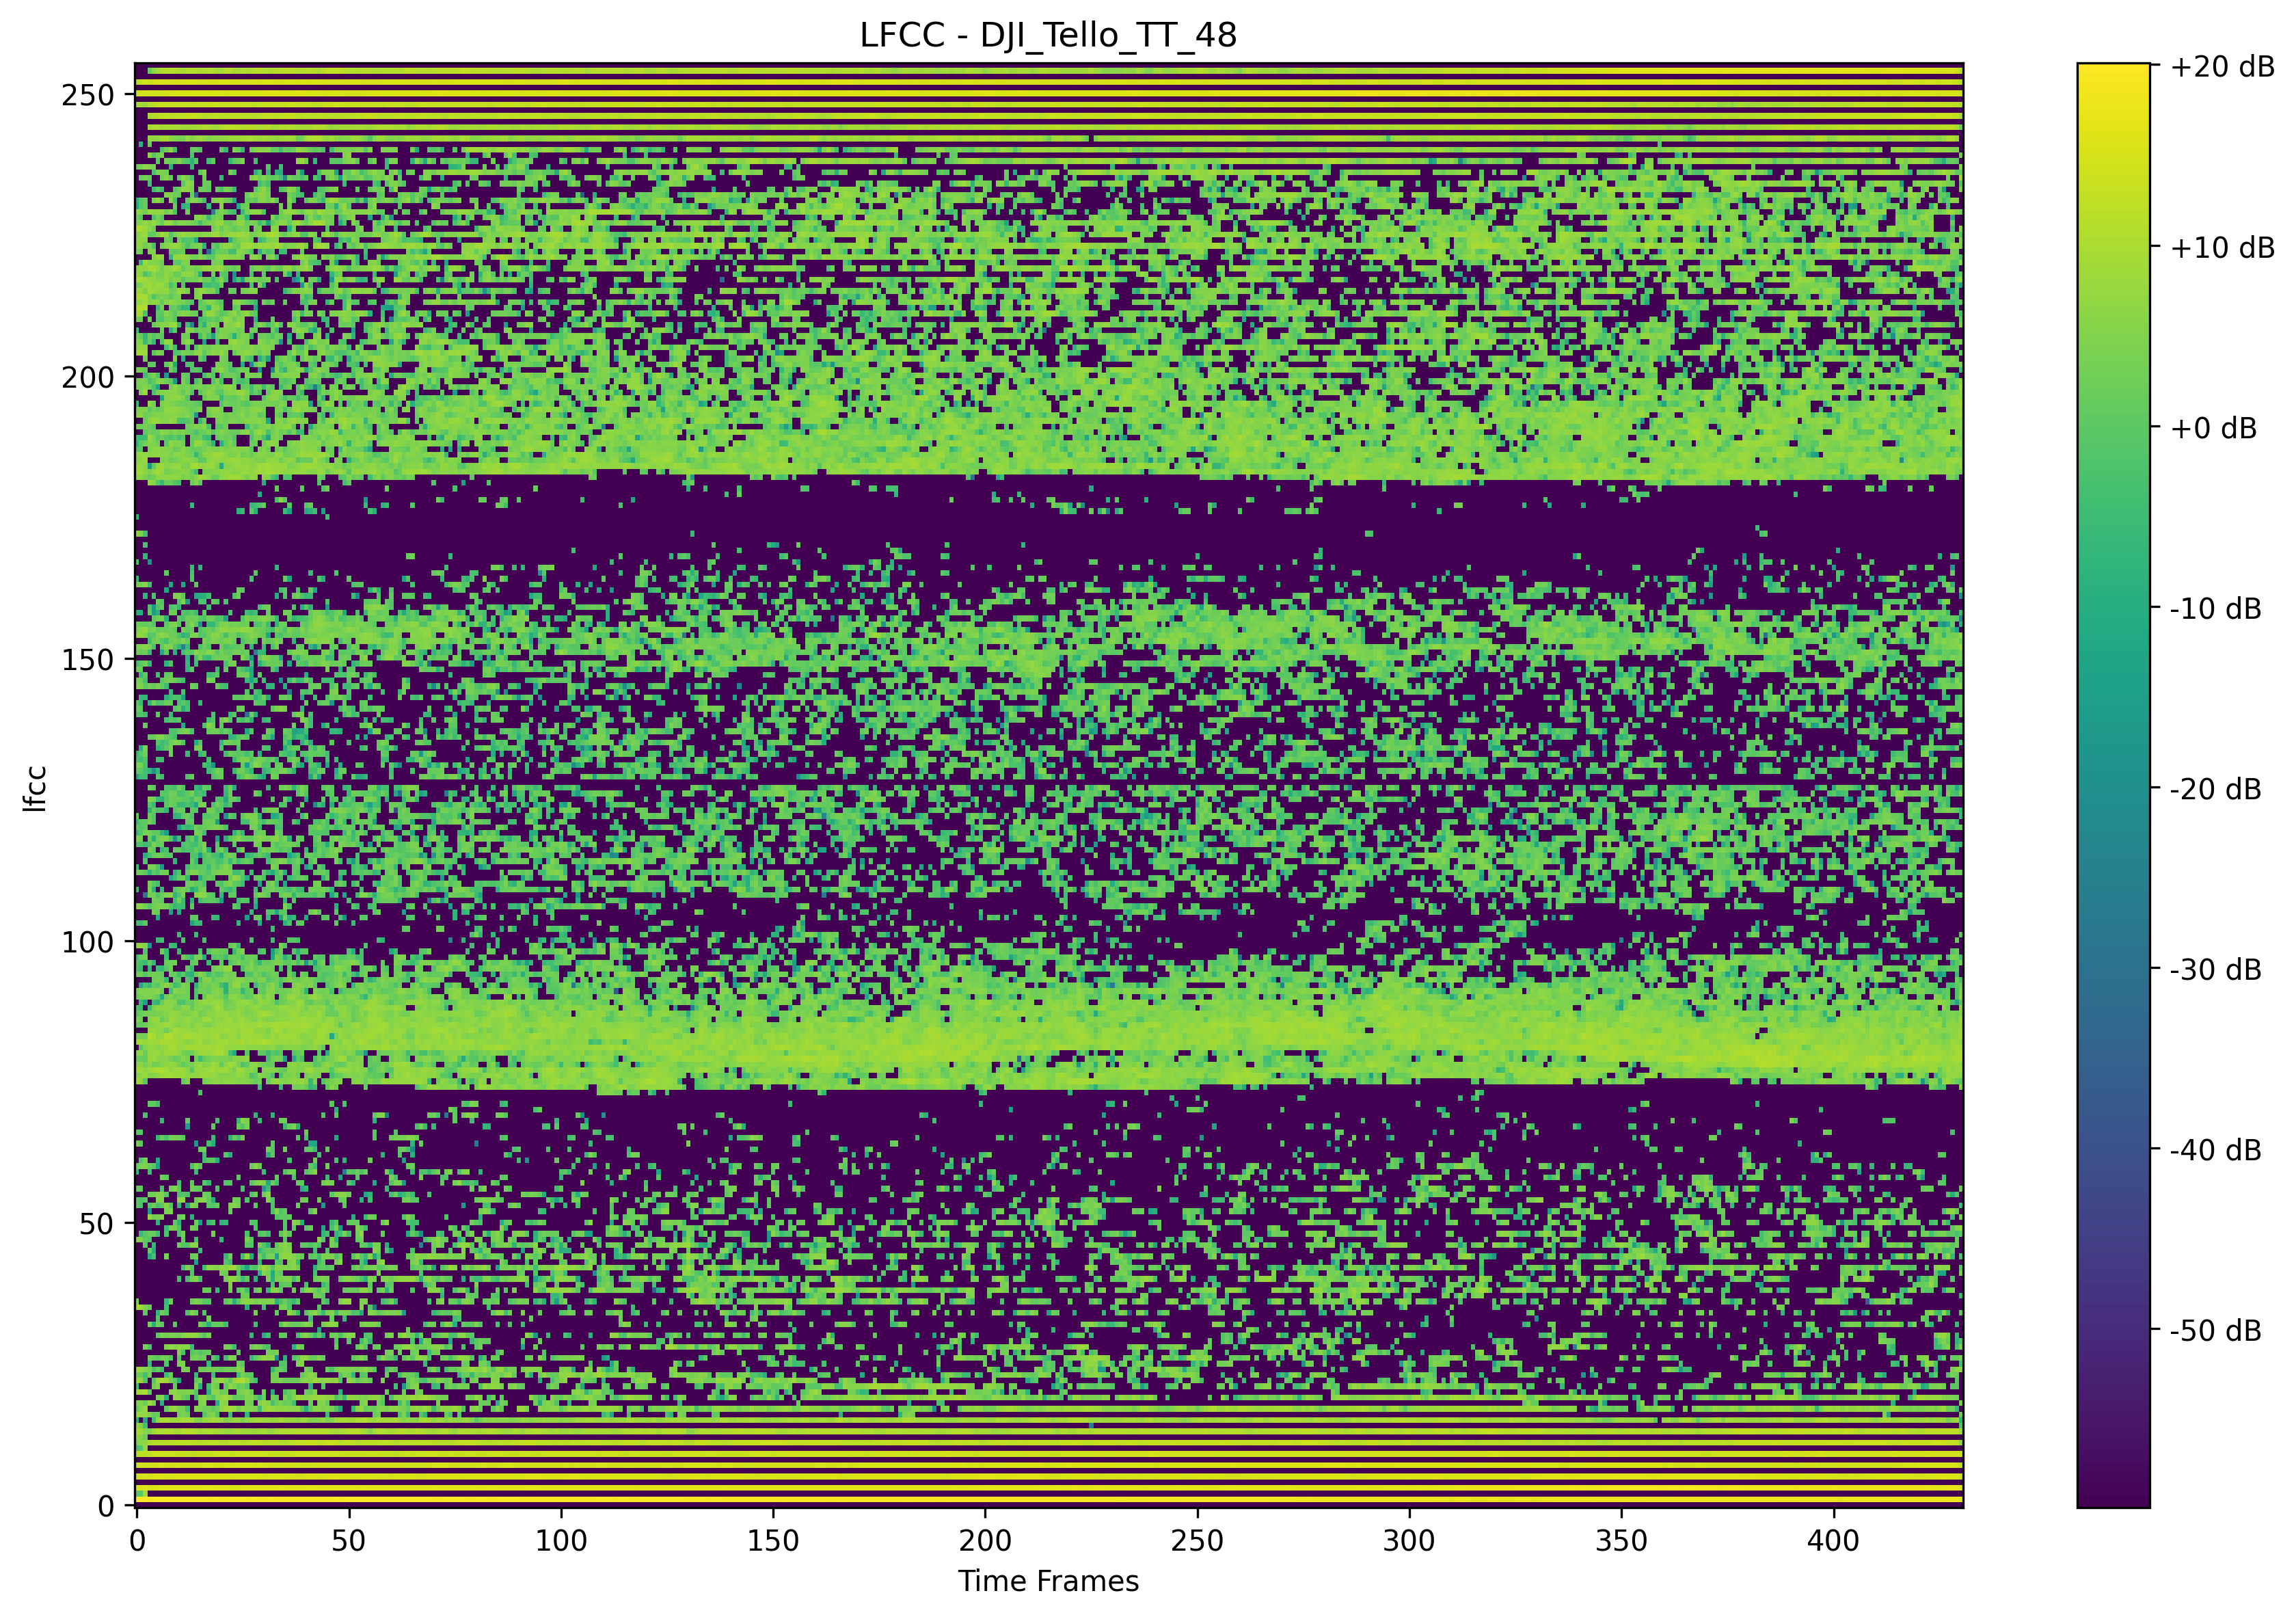 LFCC - DJI_Tello_TT_48
lfcc
250
200
150
100
50
0
0 50 100 150 200 250 300 350 400
Time Frames
+20 dB
+10 dB
+0 dB
-10 dB
-20 dB
-30 dB
-40 dB
-50 dB